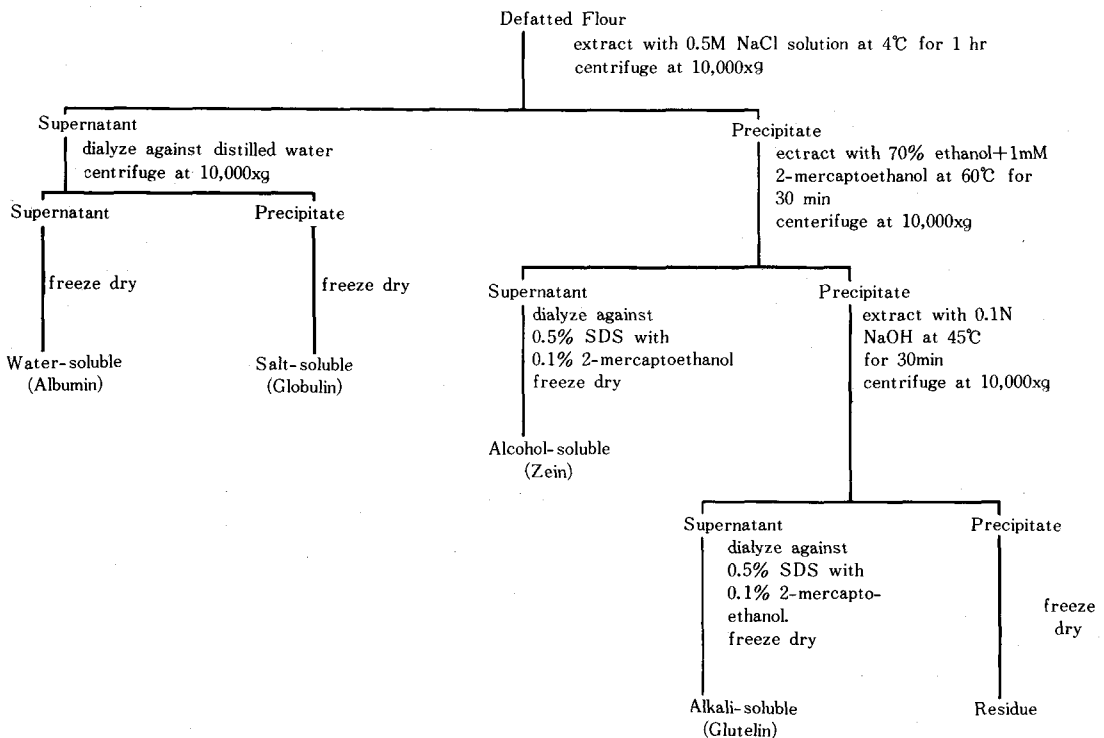 Defatted Flour
extract with 0.5M NaCl solution at 4℃ for 1 hr
centrifuge at 10,000xg
Supernatant
dialyze against distilled water
centrifuge at 10,000xg
Precipitate
ectract with 70% ethanol+1mM
2-mercaptoethanol at 60℃ for
30 min
centerifuge at 10,000xg
Supernatant
Precipitate
freeze dry
freeze dry
Water-soluble
(Albumin)
Salt-soluble
(Globulin)
Supernatant
dialyze against
0.5% SDS with
0.1% 2-mercaptoethanol
freeze dry
Precipitate
extract with 0.1N
NaOH at 45℃
for 30min
centrifuge at 10,000xg
Alcohol-soluble
(Zein)
Supernatant
dialyze against
0.5% SDS with
0.1% 2-mercapto-
ethanol.
freeze dry
Precipitate
freeze
dry
Alkali-soluble
(Glutelin)
Residue